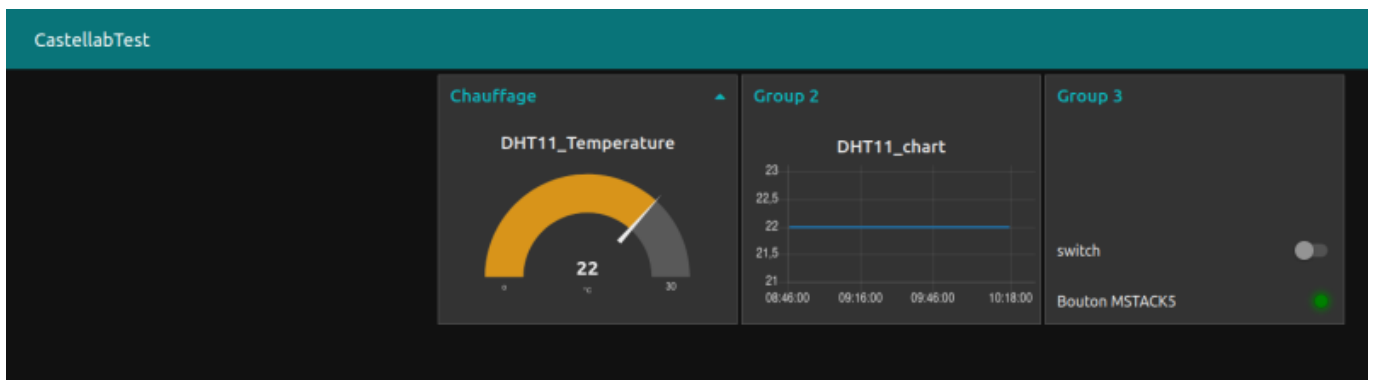 CastellabTest
Chauffage
DHT11_Temperature
22
0
°C
30
Group 2
DHT11_chart
23
22,5
22
21,5
21
08:46:00 09:16:00 09:46:00 10:18:00
Group 3
switch
Bouton M5TACK5